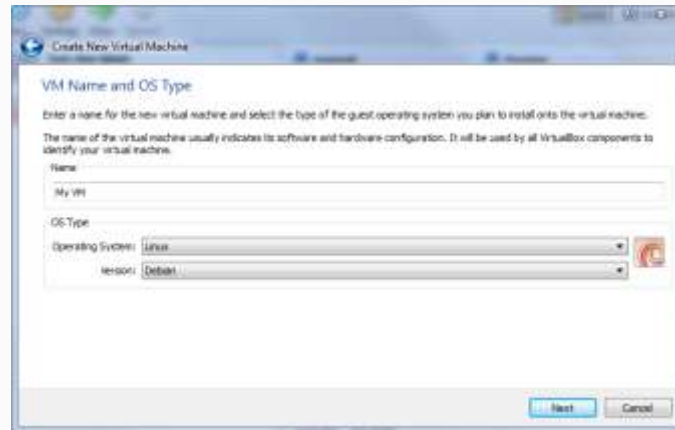 Create New Virtual Machine
VM Name and OS Type
Enter a name for the new virtual machine and select the type of the guest operating system you plan to install onto the virtual machine.
The name of the virtual machine usually indicates its software and hardware configuration. It will be used by all VirtualBox components to
identify your virtual machine.
Name
My VM
OS Type
Operating System: Linux
Version: Debian
Next Cancel